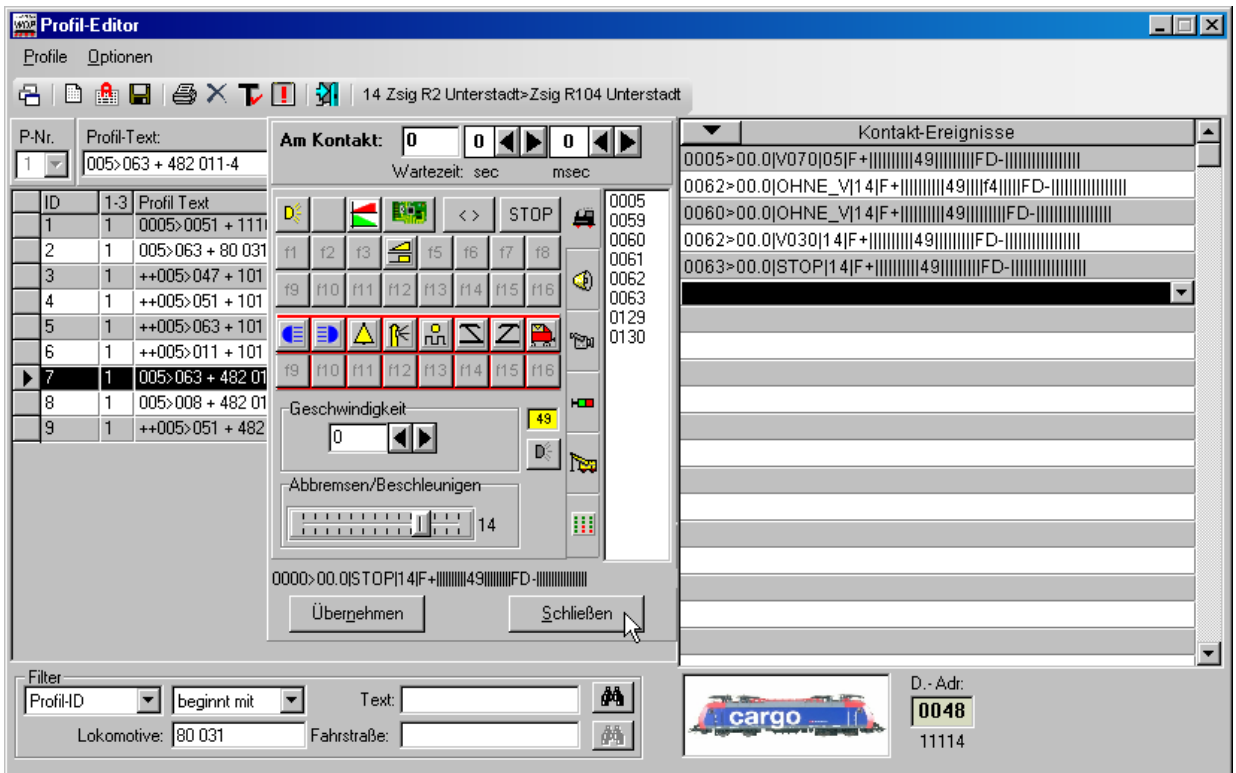 Profil-Editor
Profile Optionen
14 Zsig R2 Unterstadt>Zsig R104 Unterstadt
P-Nr. Profil-Text:
1 005>063 + 482 011-4
ID 1-3 Profil Text
1 1 0005>0051 + 111
2 1 005>063 + 80 031
3 1 ++005>047 + 101
4 1 ++005>051 + 101
5 1 ++005>063 + 101
6 1 ++005>011 + 101
7 1 005>063 + 482 01
8 1 005>008 + 482 01
9 1 ++005>051 + 482
Am Kontakt: 0 0 0
Wartezeit: sec msec
D < > STOP
f1 f2 f3 f5 f6 f7 f8
f9 f10 f11 f12 f13 f14 f15 f16
f9 f10 f11 f12 f13 f14 f15 f16
Geschwindigkeit
0
49
D
Abbremsen/Beschleunigen
14
0005
0059
0060
0061
0062
0063
0129
0130
0000>00.0|STOP|14|F+||||||||||49|||||||||FD-||||||||||||||||
Übernehmen Schließen
Kontakt-Ereignisse
0005>00.0|V070|05|F+||||||||||49|||||||||FD-||||||||||||||||
0062>00.0|OHNE_V|14|F+||||||||||49||||f4|||||FD-||||||||||||||||
0060>00.0|OHNE_V|14|F+||||||||||49|||||||||FD-||||||||||||||||
0062>00.0|V030|14|F+||||||||||49|||||||||FD-||||||||||||||||
0063>00.0|STOP|14|F+||||||||||49|||||||||FD-||||||||||||||||
Filter
Profil-ID beginnt mit Text:
Lokomotive: 80 031 Fahrstraße:
cargo
D.- Adr:
0048
11114